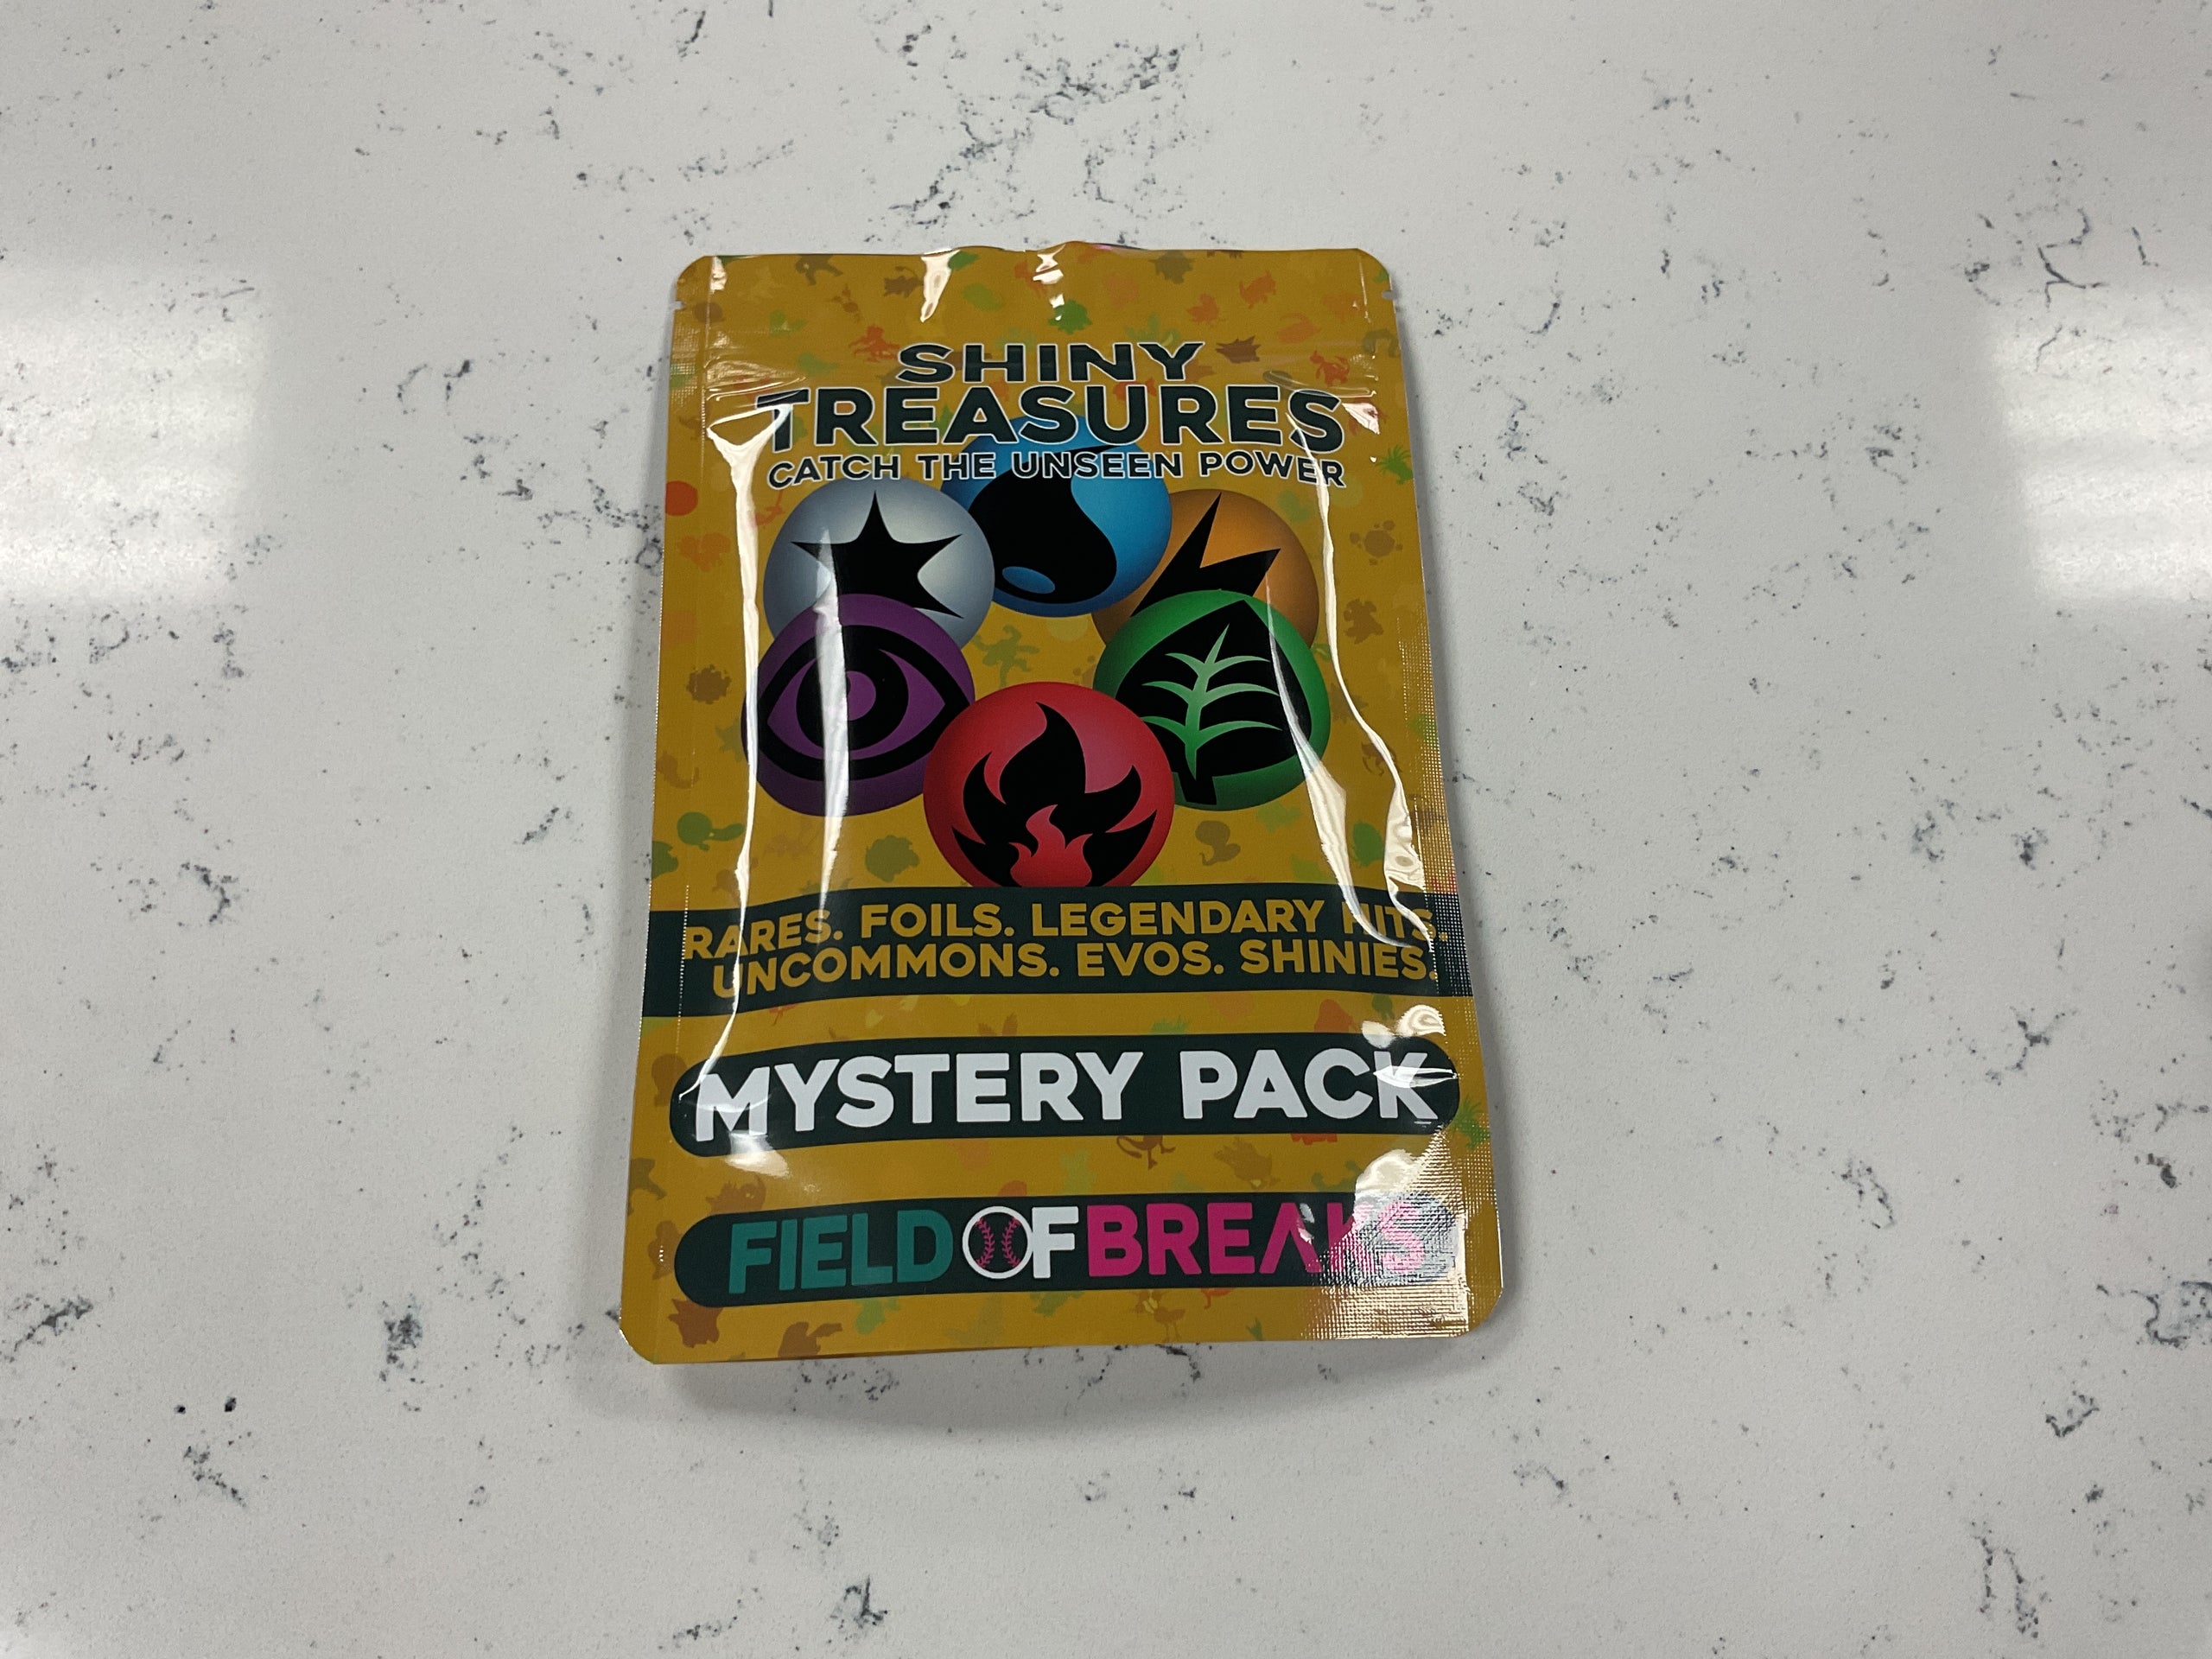 SHINY
TREASURES
CATCH THE UNSEEN POWER
RARES. FOILS. LEGENDARY HITS.
UNCOMMONS. EVOS. SHINIES.
MYSTERY PACK
FIELD OF BREAKS